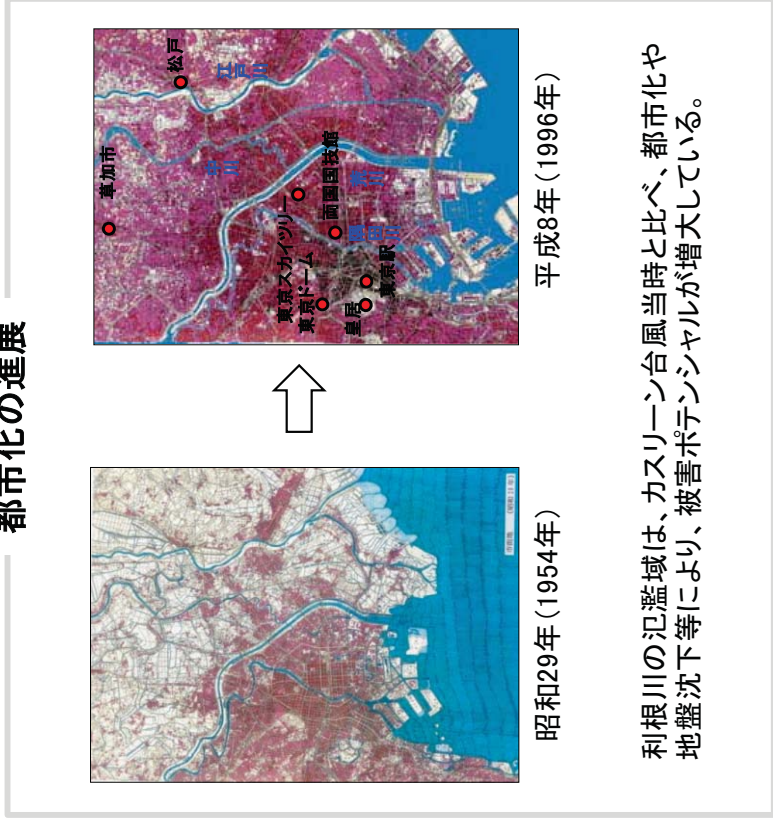 都市化の進展
昭和29年(1954年)
平成8年(1996年)
草加市
松戸
江戸川
中川
荒川
隅田川
東京スカイツリー
東京ドーム
両国国技館
皇居
東京駅
市街地
利根川の氾濫域は、カスリーン台風当時と比べ、都市化や
地盤沈下等により、被害ポテンシャルが増大している。